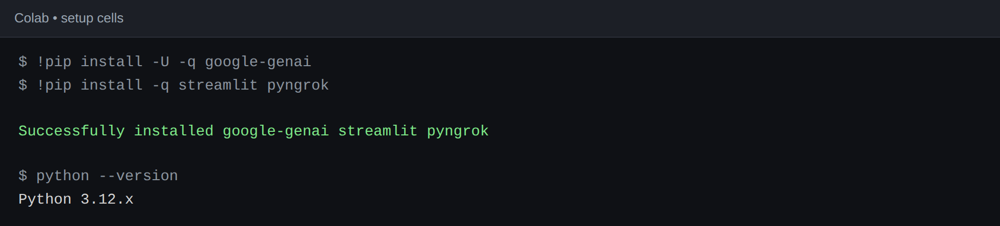 Colab • setup cells
$ !pip install -U -q google-genai
$ !pip install -q streamlit pyngrok
Successfully installed google-genai streamlit pyngrok
$ python --version
Python 3.12.x